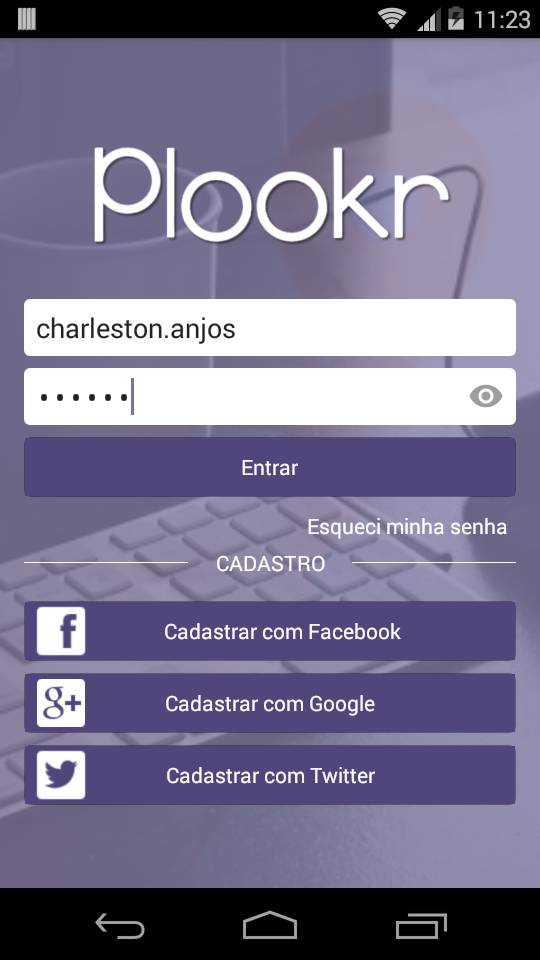 11:23
Plookr
charleston.anjos
••••••
Entrar
Esqueci minha senha
CADASTRO
f
Cadastrar com Facebook
g+
Cadastrar com Google
Cadastrar com Twitter